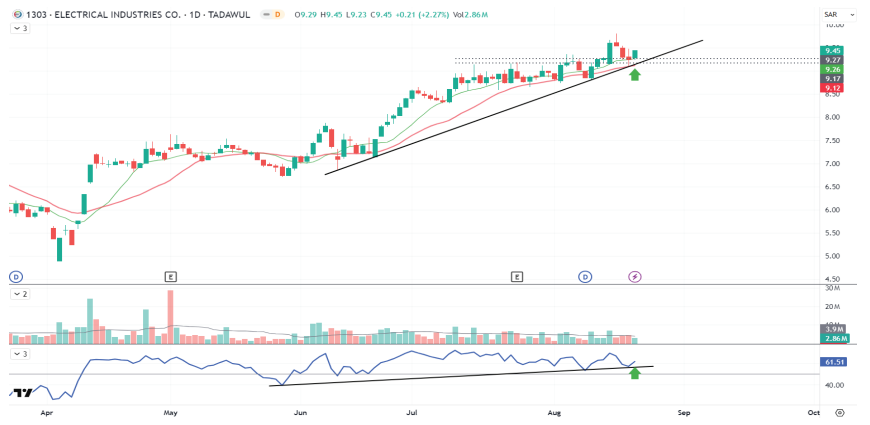 1303 · ELECTRICAL INDUSTRIES CO. · 1D · TADAWUL D O9.29 H9.45 L9.23 C9.45 +0.21 (+2.27%) Vol2.86M SAR
3
10.00
9.45
9.27
9.26
9.17
9.12
8.50
8.00
7.50
7.00
6.50
6.00
5.50
5.00
4.50
D E E D
2
30M
20M
3.9M
2.86M
3
61.51
40.00
Apr May Jun Jul Aug Sep Oct